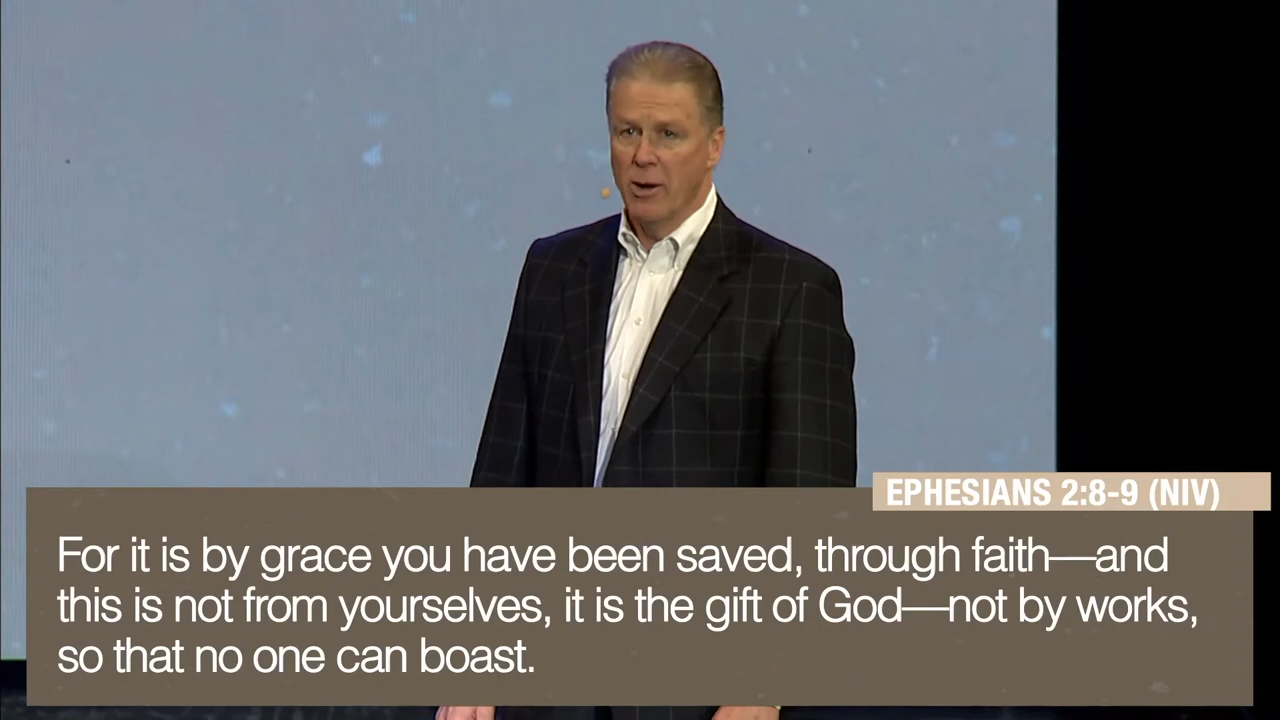 EPHESIANS 2:8-9 (NIV)
For it is by grace you have been saved, through faith—and
this is not from yourselves, it is the gift of God—not by works,
so that no one can boast.